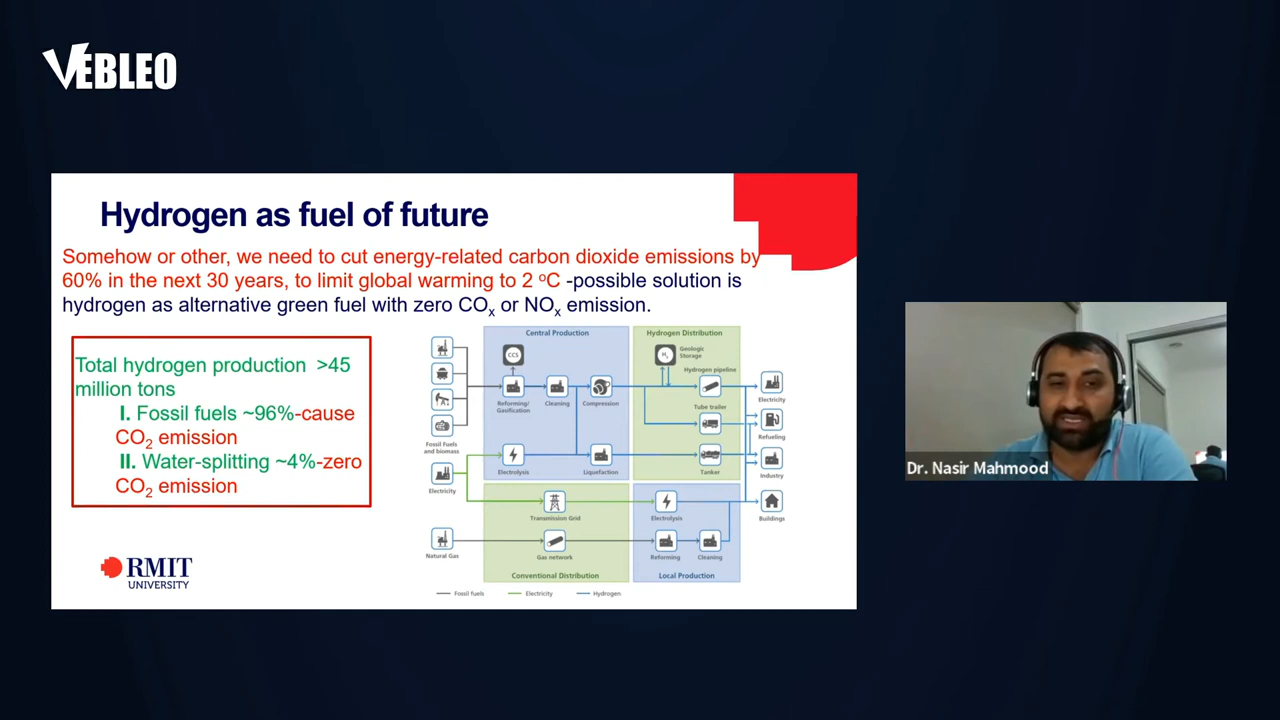 VEBLEO
Hydrogen as fuel of future
Somehow or other, we need to cut energy-related carbon dioxide emissions by
60% in the next 30 years, to limit global warming to 2 ºC -possible solution is
hydrogen as alternative green fuel with zero COx or NOx emission.
Total hydrogen production >45
million tons
I. Fossil fuels ~96%-cause
CO2 emission
II. Water-splitting ~4%-zero
CO2 emission
RMIT
UNIVERSITY
Central Production
Hydrogen Distribution
CCS
H2
Geologic
Storage
Hydrogen pipeline
Reforming/
Gasification
Cleaning
Compression
Tube trailer
Electricity
Fossil Fuels
and biomass
Refueling
Electrolysis
Liquefaction
Tanker
Industry
Electricity
Transmission Grid
Electrolysis
Buildings
Natural Gas
Gas network
Reforming
Cleaning
Conventional Distribution
Local Production
Fossil fuels
Electricity
Hydrogen
Dr. Nasir Mahmood